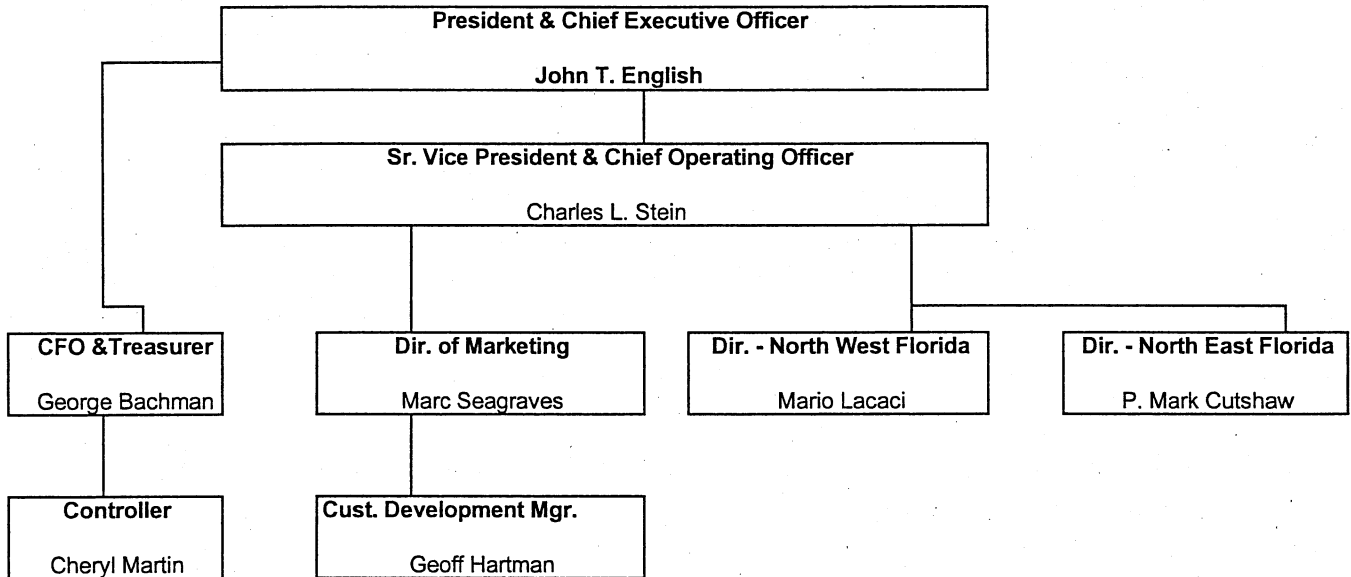 President & Chief Executive Officer
John T. English
Sr. Vice President & Chief Operating Officer
Charles L. Stein
CFO &Treasurer
George Bachman
Dir. of Marketing
Marc Seagraves
Dir. - North West Florida
Mario Lacaci
Dir. - North East Florida
P. Mark Cutshaw
Controller
Cheryl Martin
Cust. Development Mgr.
Geoff Hartman